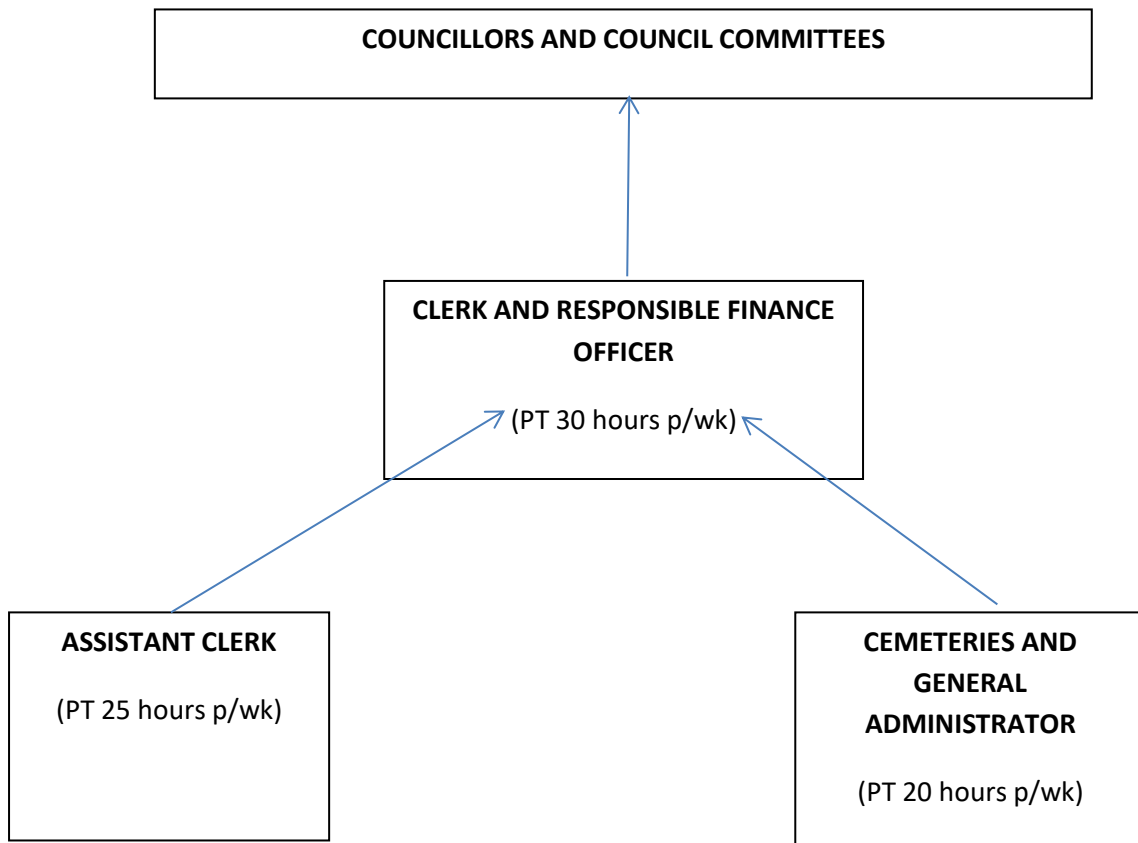 COUNCILLORS AND COUNCIL COMMITTEES
CLERK AND RESPONSIBLE FINANCE
OFFICER
(PT 30 hours p/wk)
ASSISTANT CLERK
(PT 25 hours p/wk)
CEMETERIES AND
GENERAL
ADMINISTRATOR
(PT 20 hours p/wk)